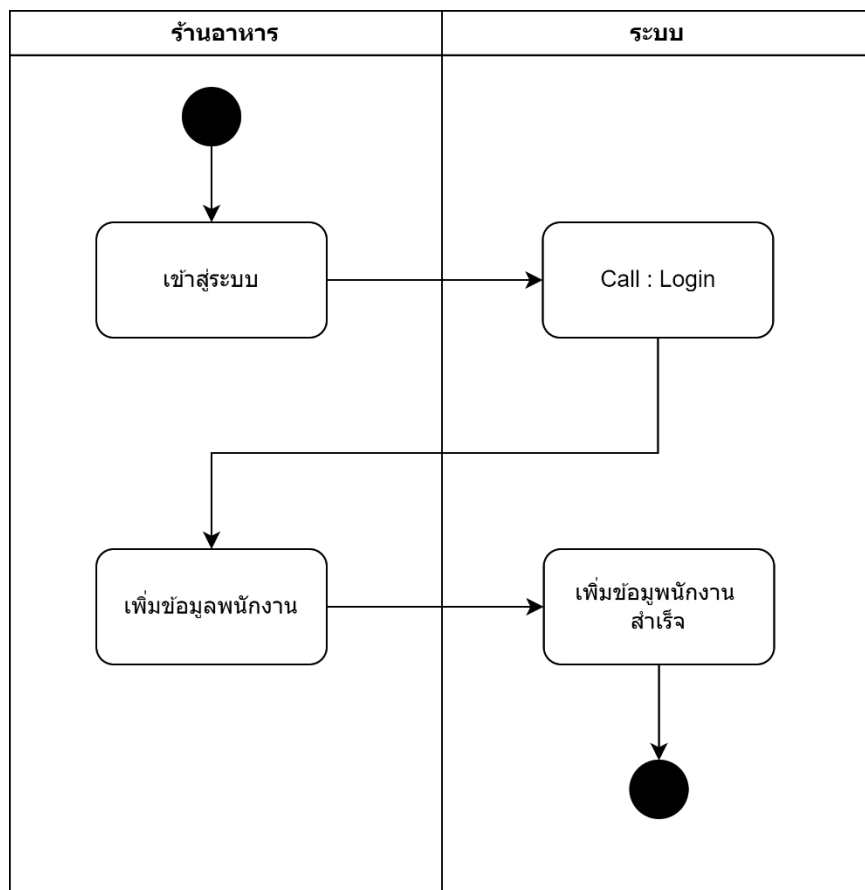 ร้านอาหาร
ระบบ
เข้าสู่ระบบ
Call : Login
เพิ่มข้อมูลพนักงาน
เพิ่มข้อมูพนักงาน
สำเร็จ